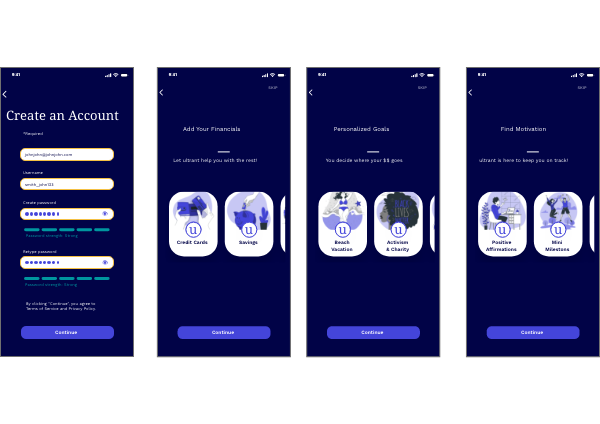 9:41
Create an Account
*Required
johnjohn@johnjohn.com
Username
smith_john123
Create password
Password strength: Strong
Retype password
Password strength: Strong
By clicking "Continue", you agree to
Terms of Service and Privacy Policy.
Continue
9:41
SKIP
Add Your Financials
Let ultrant help you with the rest!
u
Credit Cards
u
Savings
Continue
9:41
SKIP
Personalized Goals
You decide where your $$ goes
u
Beach
Vacation
BLACK
LIVES
u
Activism
& Charity
Continue
9:41
SKIP
Find Motivation
ultrant is here to keep you on track!
u
Positive
Affirmations
u
Mini
Milestones
Continue